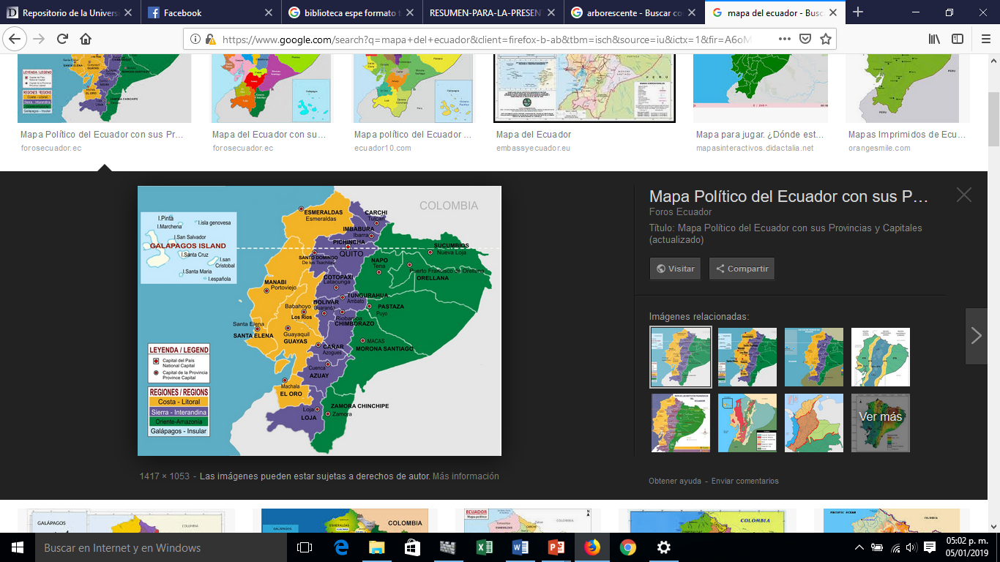 Repositorio de la Universi
Facebook
biblioteca espe formato t
RESUMEN-PARA-LA-PRESEN
arborescente - Buscar co
mapa del ecuador - Busc
https://www.google.com/search?q=mapa+del+ecuador&client=firefox-b-ab&tbm=isch&source=iu&ictx=1&fir=A6oM
Mapa Político del Ecuador con sus Pr...
forosecuador.ec
Mapa del Ecuador con su...
forosecuador.ec
Mapa político del Ecuador ...
ecuador10.com
Mapa del Ecuador
embassyecuador.eu
Mapa para jugar. ¿Dónde est...
mapasinteractivos.didactalia.net
Mapas Imprimidos de Ecu...
orangesmile.com
COLOMBIA
I.Pinta
I.Marchena
I.isla genovesa
I.San Salvador
GALAPAGOS ISLAND
I.Santa Cruz
I.san
Cristobal
I.Santa Maria
I.española
ESMERALDAS
Esmeraldas
CARCHI
Tulcan
IMBABURA
Ibarra
PICHINCHA
QUITO
SUCUMBIOS
Nueva Loja
SANTO DOMINGO
De los Tsachilas
NAPO
Tena
Puerto Francisco de Orellana
ORELLANA
COTOPAXI
Latacunga
MANABI
Portoviejo
TUNGURAHUA
Ambato
BOLIVAR
Guaranda
PASTAZA
Puyo
Babahoyo
Los Rios
Riobamba
CHIMBORAZO
Santa Elena
SANTA ELENA
Guayaquil
GUAYAS
MACAS
MORONA SANTIAGO
CAÑAR
Azogues
Cuenca
AZUAY
Machala
EL ORO
ZAMORA CHINCHIPE
Zamora
Loja
LOJA
LEYENDA / LEGEND
Capital del País
National Capital
Capital de la Provincia
Province Capital
REGIONES / REGIONS
Costa - Litoral
Sierra - Interandina
Oriente-Amazonía
Galápagos - Insular
1417 × 1053 - Las imágenes pueden estar sujetas a derechos de autor. Más información
Mapa Político del Ecuador con sus P...
Foros Ecuador
Título: Mapa Político del Ecuador con sus Provincias y Capitales
(actualizado)
Visitar
Compartir
Imágenes relacionadas:
Ver más
Obtener ayuda - Enviar comentarios
GALÁPAGOS
COLOMBIA
COLOMBIA
ECUADOR
Mapa político
COLOMBIA
PACIFIC OCEAN
Buscar en Internet y en Windows
05:02 p. m.
05/01/2019